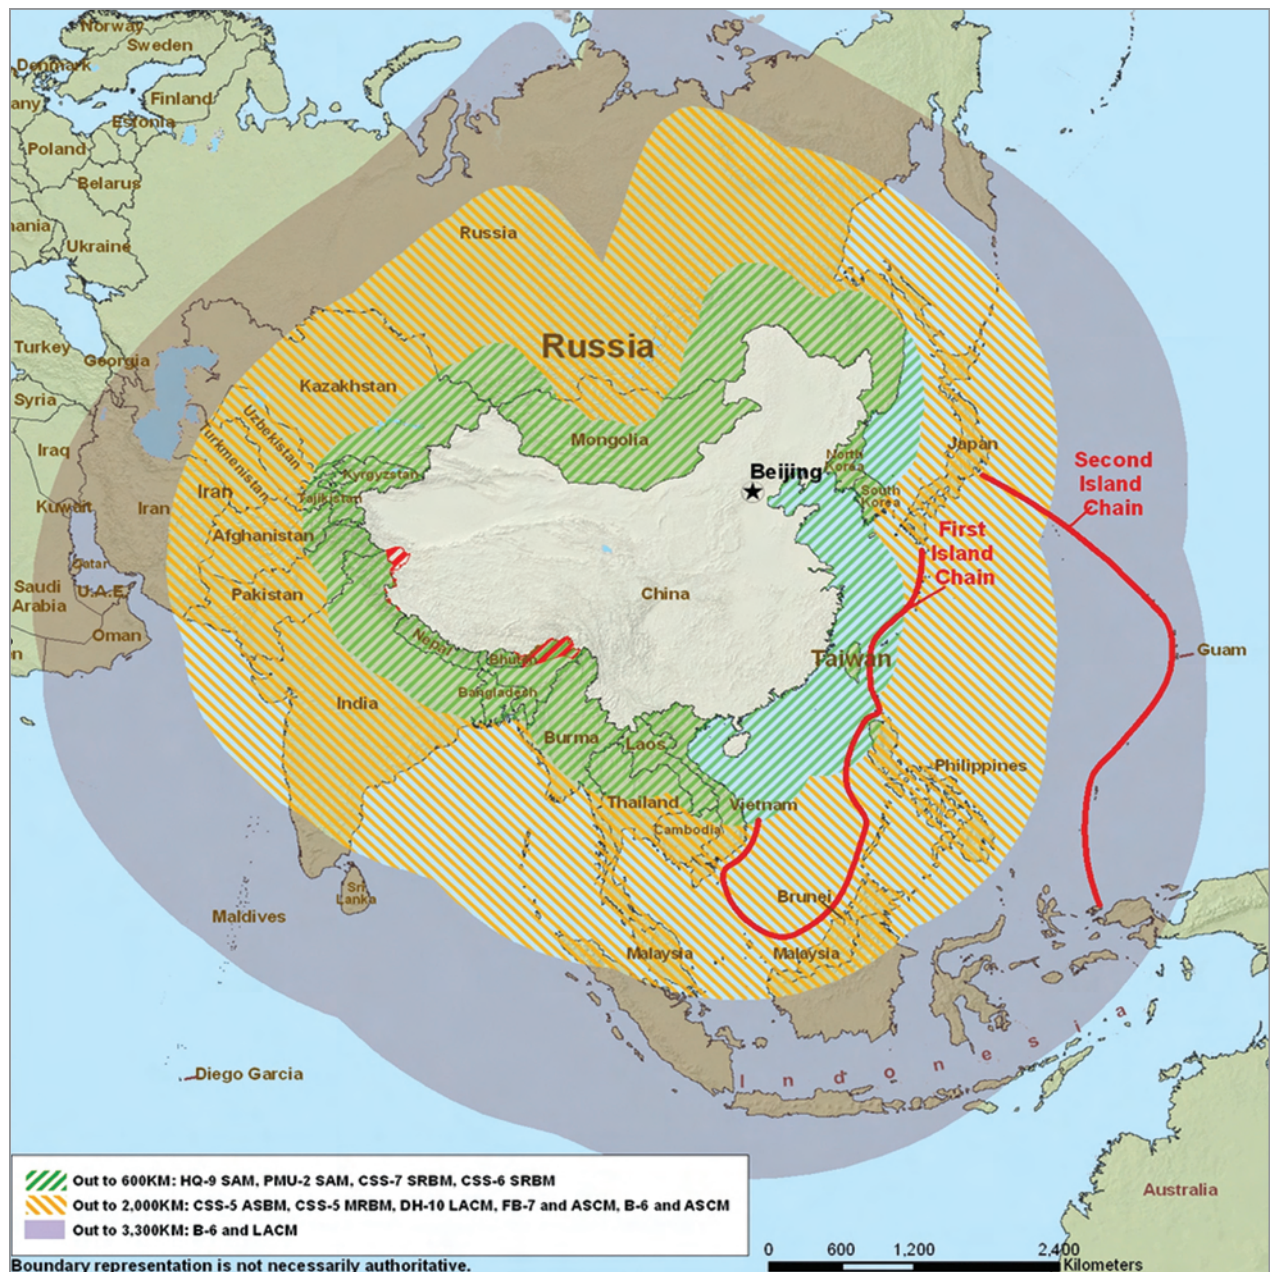 Norway
Sweden
Denmark
Finland
any
Estonia
Poland
Belarus
ania
Ukraine
Russia
Turkey
Georgia
Russia
Syria
Kazakhstan
Uzbekistan
Turkmenistan
Mongolia
Japan
Iraq
North
Korea
Second
Island
Chain
Beijing
Kyrgyzstan
Tajikistan
Iran
Iran
South
Korea
Kuwait
First
Island
Chain
Afghanistan
Qatar
Saudi
Arabia
U.A.E.
Pakistan
China
Oman
Nepal
n
Bhutan
Taiwan
Guam
Bangladesh
India
Burma
Laos
Philippines
Thailand
Vietnam
Cambodia
Sri
Lanka
Brunei
Maldives
Malaysia
Malaysia
Indonesia
Diego Garcia
Australia
Out to 600KM: HQ-9 SAM, PMU-2 SAM, CSS-7 SRBM, CSS-6 SRBM
Out to 2,000KM: CSS-5 ASBM, CSS-5 MRBM, DH-10 LACM, FB-7 and ASCM, B-6 and ASCM
Out to 3,300KM: B-6 and LACM
0 600 1,200 2,400
Kilometers
Boundary representation is not necessarily authoritative.